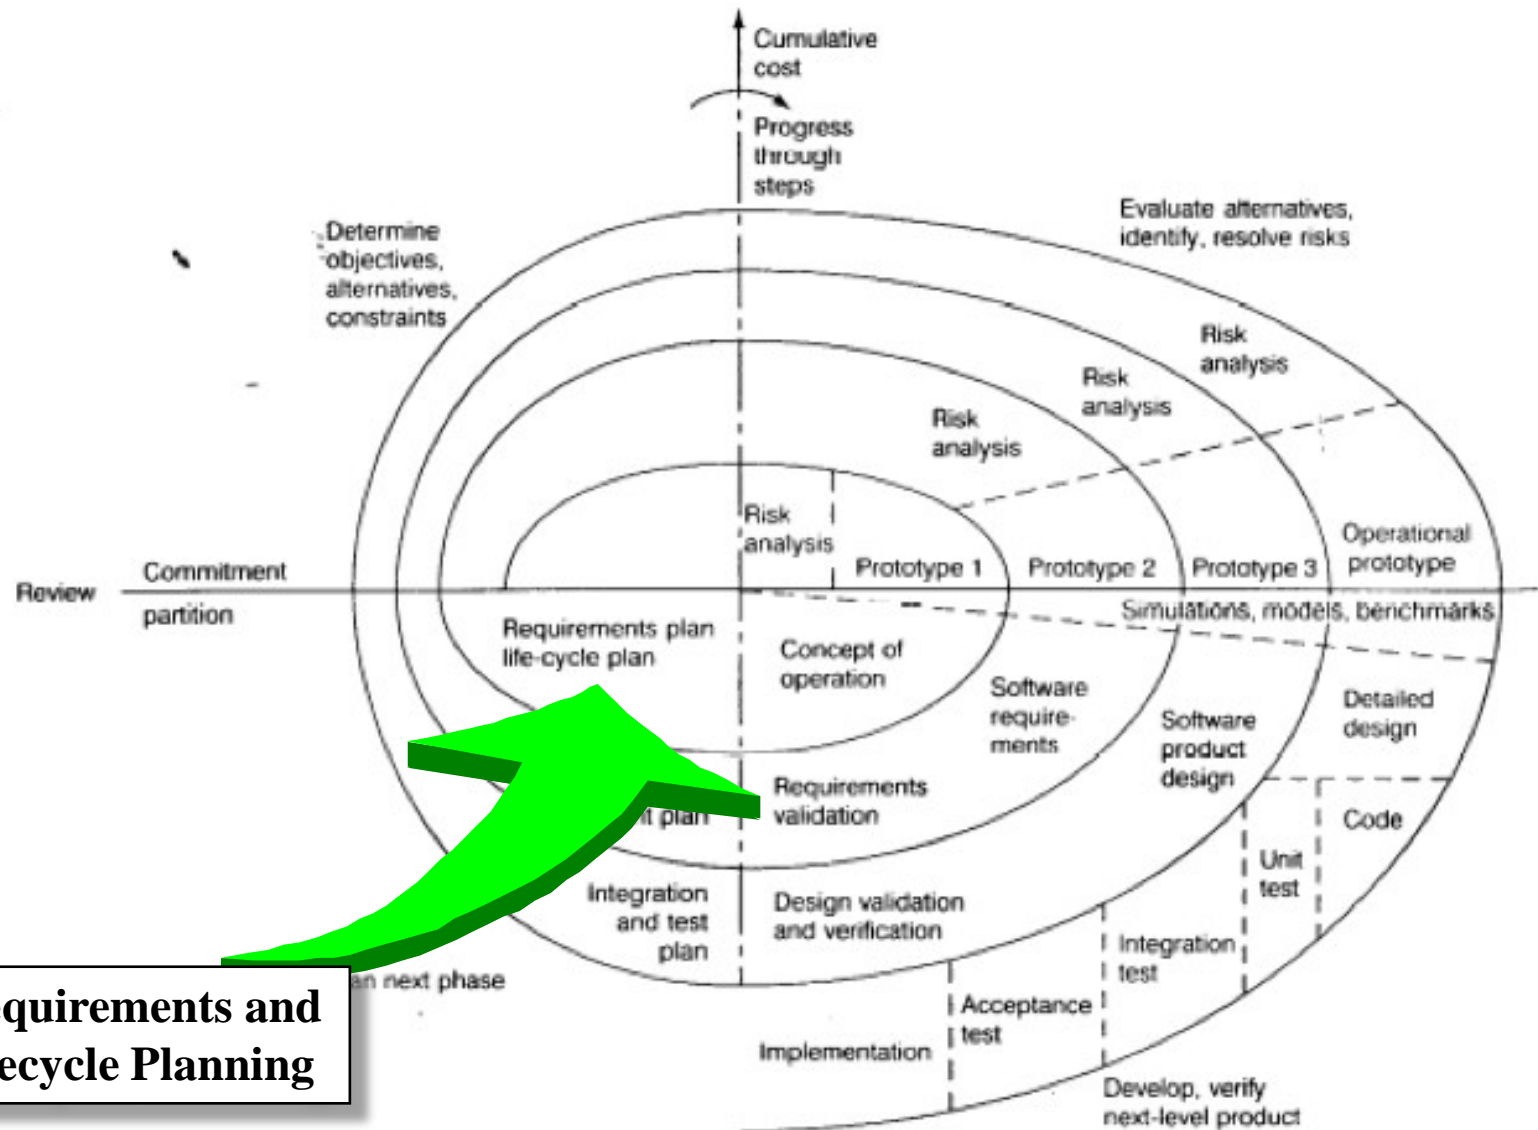 Cumulative
cost
Progress
through
steps
Determine
objectives,
alternatives,
constraints
Evaluate alternatives,
identify, resolve risks
Risk
analysis
Risk
analysis
Risk
analysis
Risk
analysis
Prototype 1
Prototype 2
Prototype 3
Operational
prototype
Review
Commitment
partition
Simulations, models, benchmarks
Requirements plan
life-cycle plan
Concept of
operation
Software
require-
ments
Software
product
design
Detailed
design
plan
Requirements
validation
Code
Unit
test
Integration
and test
plan
Design validation
and verification
Integration
test
next phase
Acceptance
test
Implementation
Develop, verify
next-level product
equirements and
ecycle Planning